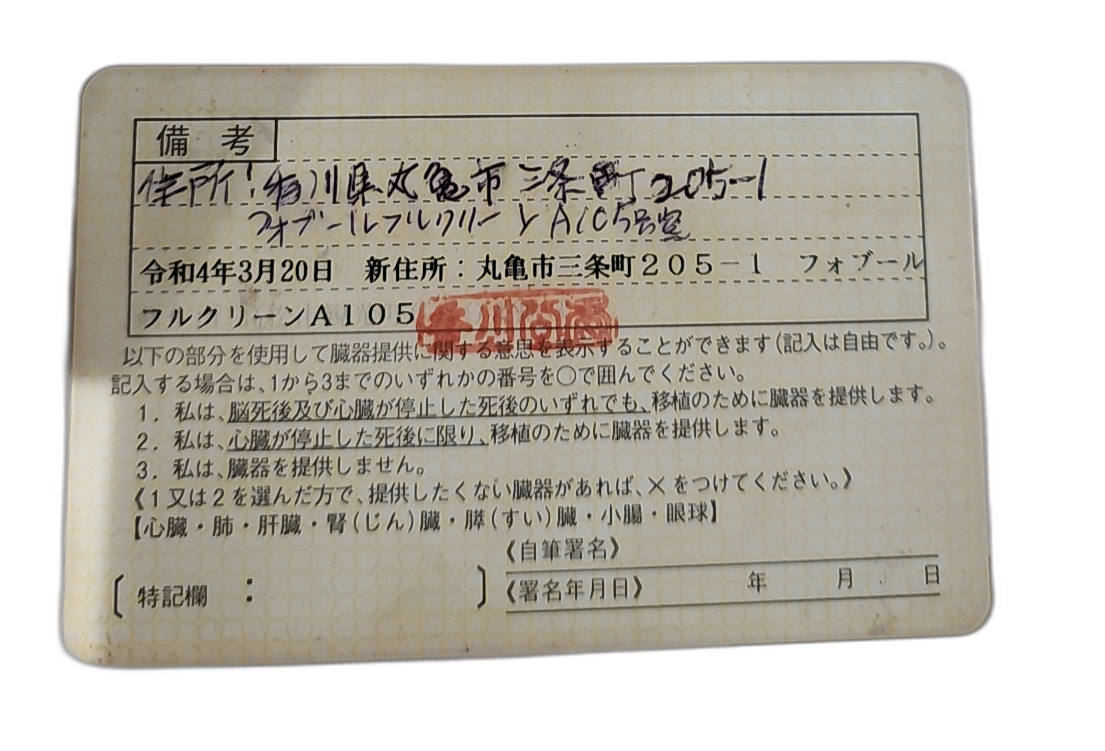 備考
住所:香川県丸亀市三条町205-1
フォブールフルクリーンA105号室
令和4年3月20日 新住所:丸亀市三条町205-1 フォブール
フルクリーンA105
香川公委
以下の部分を使用して臓器提供に関する意思を表示することができます(記入は自由です。)。
記入する場合は、1から3までのいずれかの番号を〇で囲んでください。
1. 私は、脳死後及び心臓が停止した死後のいずれでも、移植のために臓器を提供します。
2. 私は、心臓が停止した死後に限り、移植のために臓器を提供します。
3. 私は、臓器を提供しません。
《1又は2を選んだ方で、提供したくない臓器があれば、×をつけてください。》
【心臓・肺・肝臓・腎(じん)臓・膵(すい)臓・小腸・眼球】
《自筆署名》
〔特記欄: 〕
《署名年月日》 年 月 日